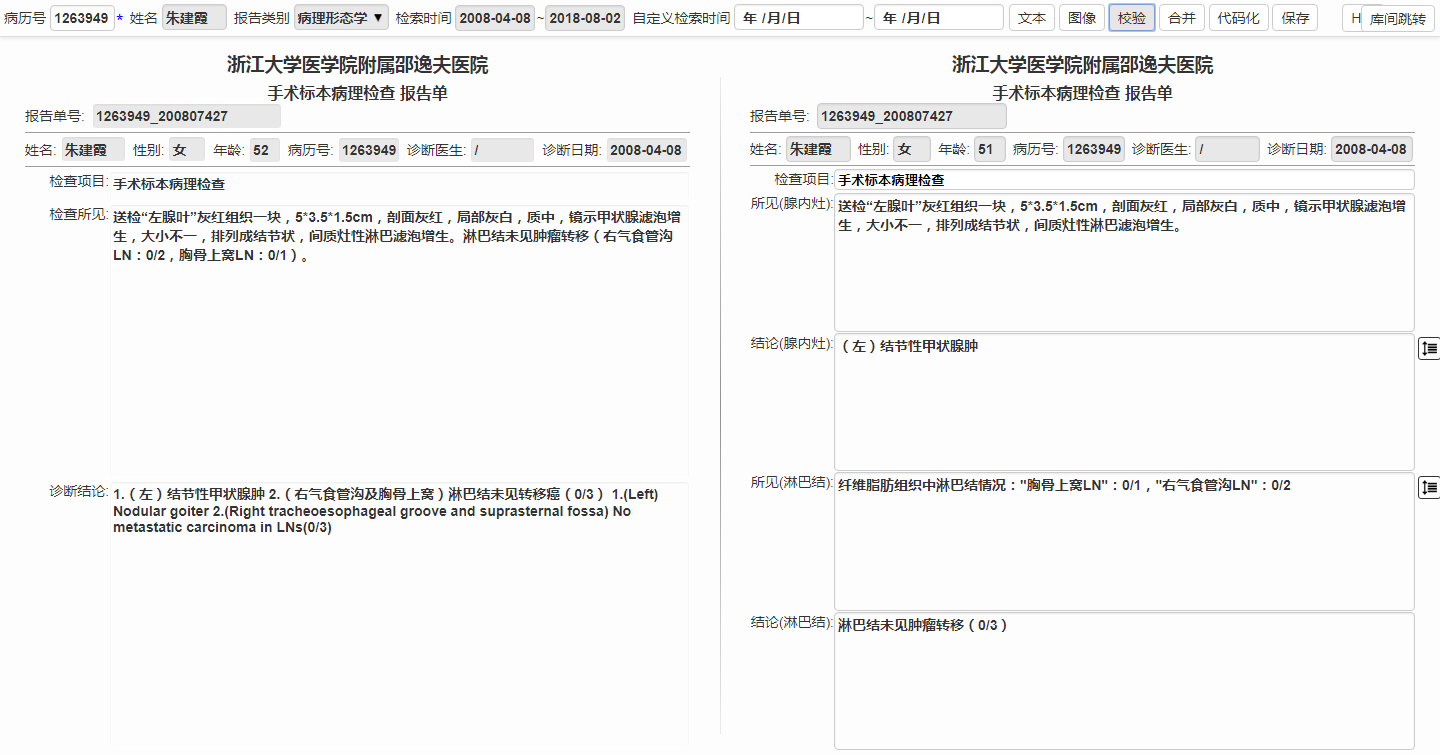 病历号 1263949 * 姓名 朱建霞 报告类别 病理形态学 ▼ 检索时间 2008-04-08 ~ 2018-08-02 自定义检索时间 年 /月/日 ~ 年 /月/日 文本 图像 校验 合并 代码化 保存 H 库间跳转
浙江大学医学院附属邵逸夫医院
手术标本病理检查 报告单
报告单号: 1263949_200807427
姓名: 朱建霞 性别: 女 年龄: 52 病历号: 1263949 诊断医生: / 诊断日期: 2008-04-08
检查项目: 手术标本病理检查
检查所见: 送检“左腺叶”灰红组织一块，5*3.5*1.5cm，剖面灰红，局部灰白，质中，镜示甲状腺滤泡增
生，大小不一，排列成结节状，间质灶性淋巴滤泡增生。淋巴结未见肿瘤转移（右气食管沟
LN：0/2，胸骨上窝LN：0/1）。
诊断结论: 1.（左）结节性甲状腺肿 2.（右气食管沟及胸骨上窝）淋巴结未见转移癌（0/3） 1.(Left)
Nodular goiter 2.(Right tracheoesophageal groove and suprasternal fossa) No
metastatic carcinoma in LNs(0/3)
浙江大学医学院附属邵逸夫医院
手术标本病理检查 报告单
报告单号: 1263949_200807427
姓名: 朱建霞 性别: 女 年龄: 51 病历号: 1263949 诊断医生: / 诊断日期: 2008-04-08
检查项目: 手术标本病理检查
所见(腺内灶): 送检“左腺叶”灰红组织一块，5*3.5*1.5cm，剖面灰红，局部灰白，质中，镜示甲状腺滤泡增
生，大小不一，排列成结节状，间质灶性淋巴滤泡增生。
结论(腺内灶): （左）结节性甲状腺肿
所见(淋巴结): 纤维脂肪组织中淋巴结情况："胸骨上窝LN"：0/1，"右气食管沟LN"：0/2
结论(淋巴结): 淋巴结未见肿瘤转移（0/3）